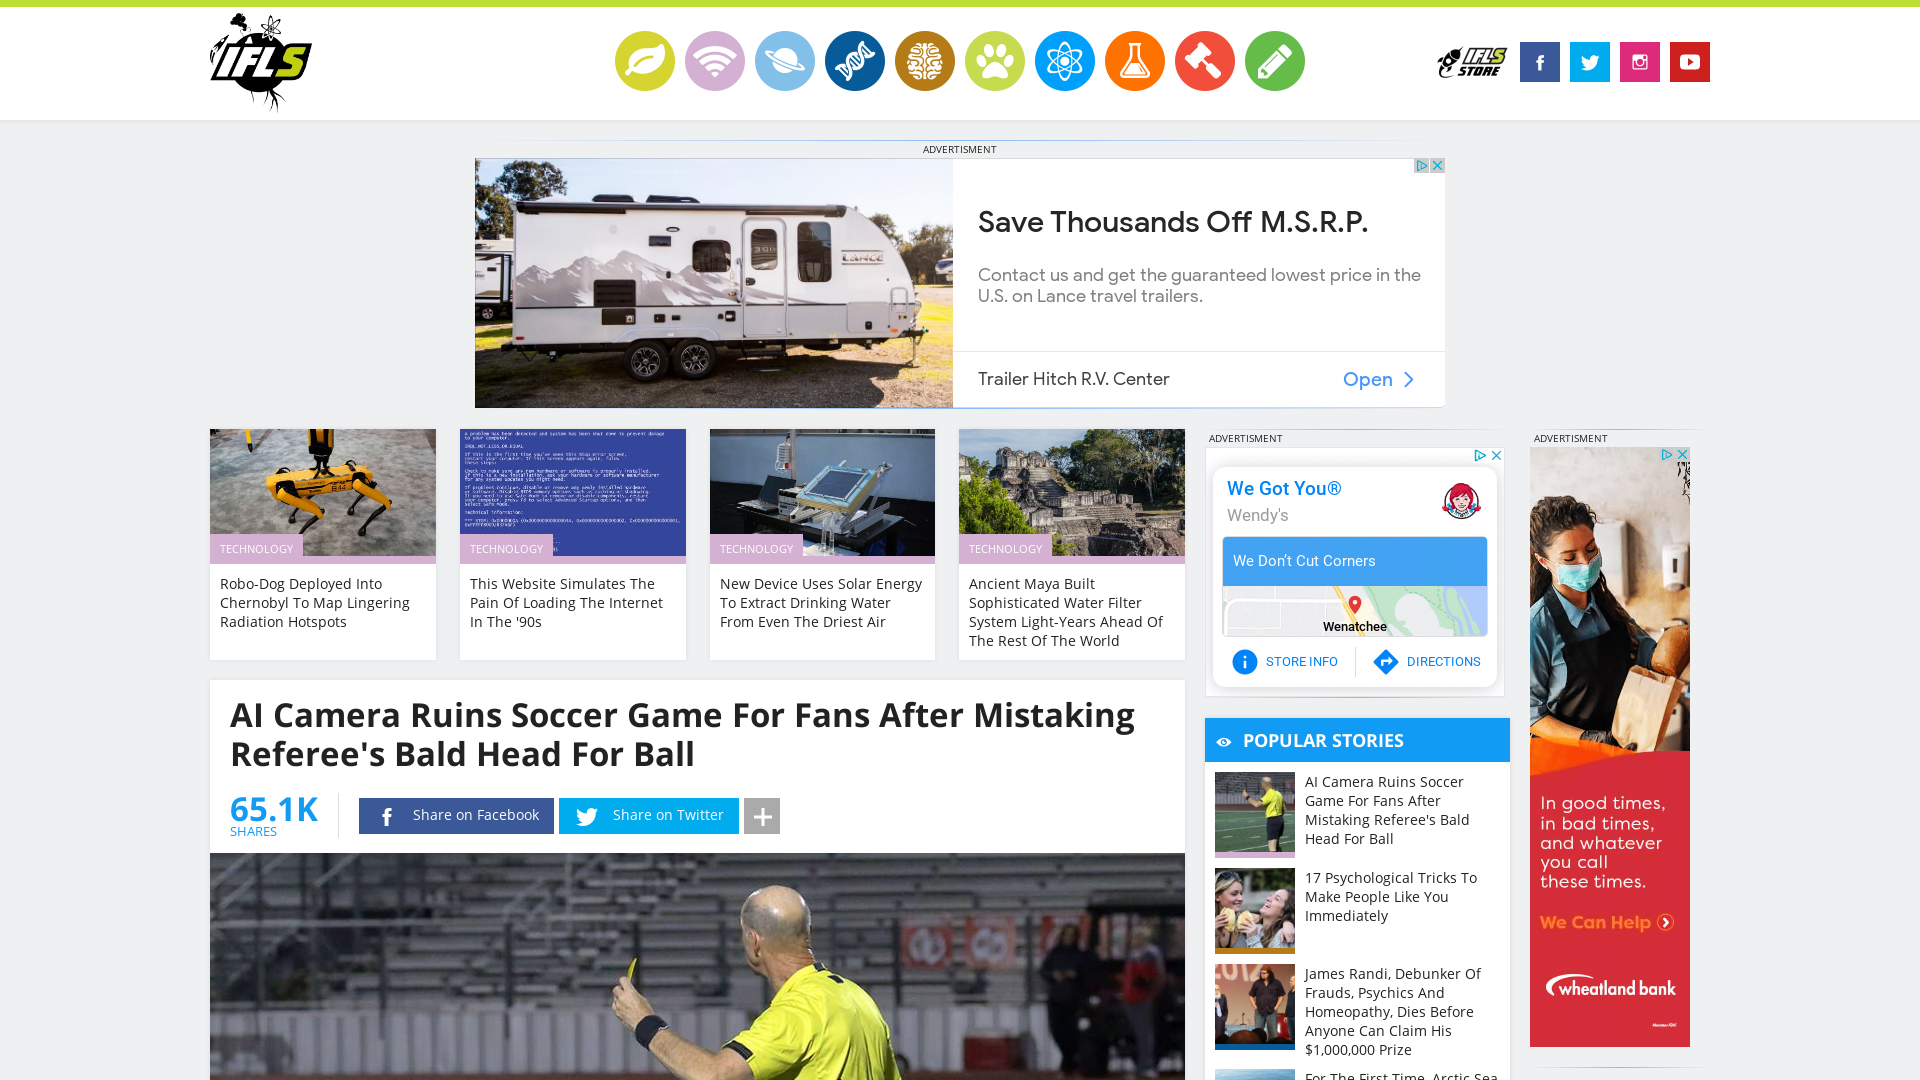 IFLS
IFLS
STORE
ADVERTISMENT
LANCE
Save Thousands Off M.S.R.P.
Contact us and get the guaranteed lowest price in the
U.S. on Lance travel trailers.
Trailer Hitch R.V. Center
Open
TECHNOLOGY
Robo-Dog Deployed Into
Chernobyl To Map Lingering
Radiation Hotspots
TECHNOLOGY
This Website Simulates The
Pain Of Loading The Internet
In The '90s
TECHNOLOGY
New Device Uses Solar Energy
To Extract Drinking Water
From Even The Driest Air
TECHNOLOGY
Ancient Maya Built
Sophisticated Water Filter
System Light-Years Ahead Of
The Rest Of The World
AI Camera Ruins Soccer Game For Fans After Mistaking
Referee's Bald Head For Ball
65.1K
SHARES
Share on Facebook
Share on Twitter
ADVERTISMENT
We Got You®
Wendy's
We Don't Cut Corners
Wenatchee
STORE INFO
DIRECTIONS
POPULAR STORIES
AI Camera Ruins Soccer
Game For Fans After
Mistaking Referee's Bald
Head For Ball
17 Psychological Tricks To
Make People Like You
Immediately
James Randi, Debunker Of
Frauds, Psychics And
Homeopathy, Dies Before
Anyone Can Claim His
$1,000,000 Prize
For The First Time, Arctic Sea
ADVERTISMENT
In good times,
in bad times,
and whatever
you call
these times.
We Can Help
wheatland bank